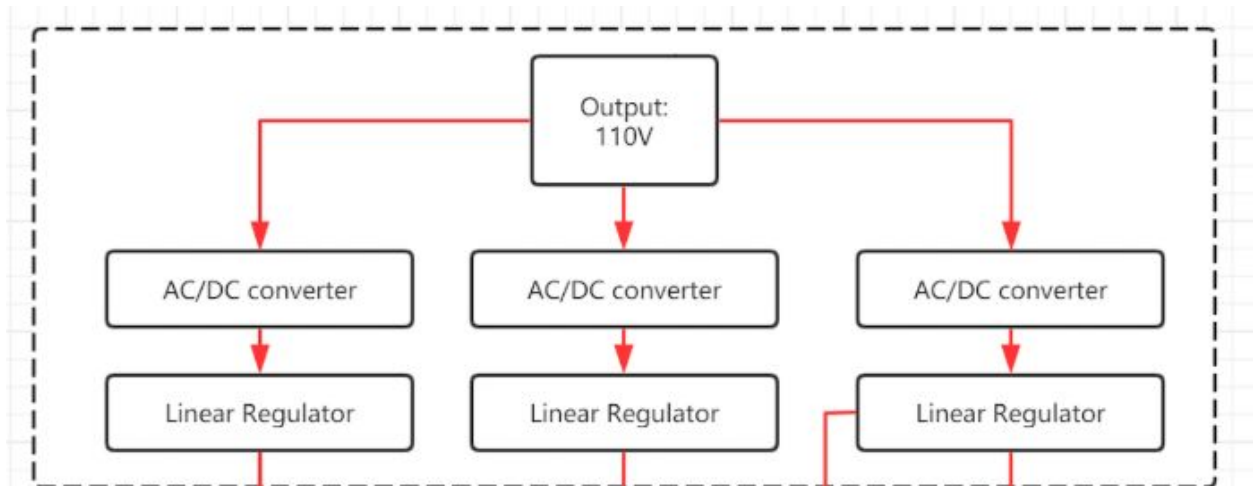 Output:
110V
AC/DC converter
AC/DC converter
AC/DC converter
Linear Regulator
Linear Regulator
Linear Regulator